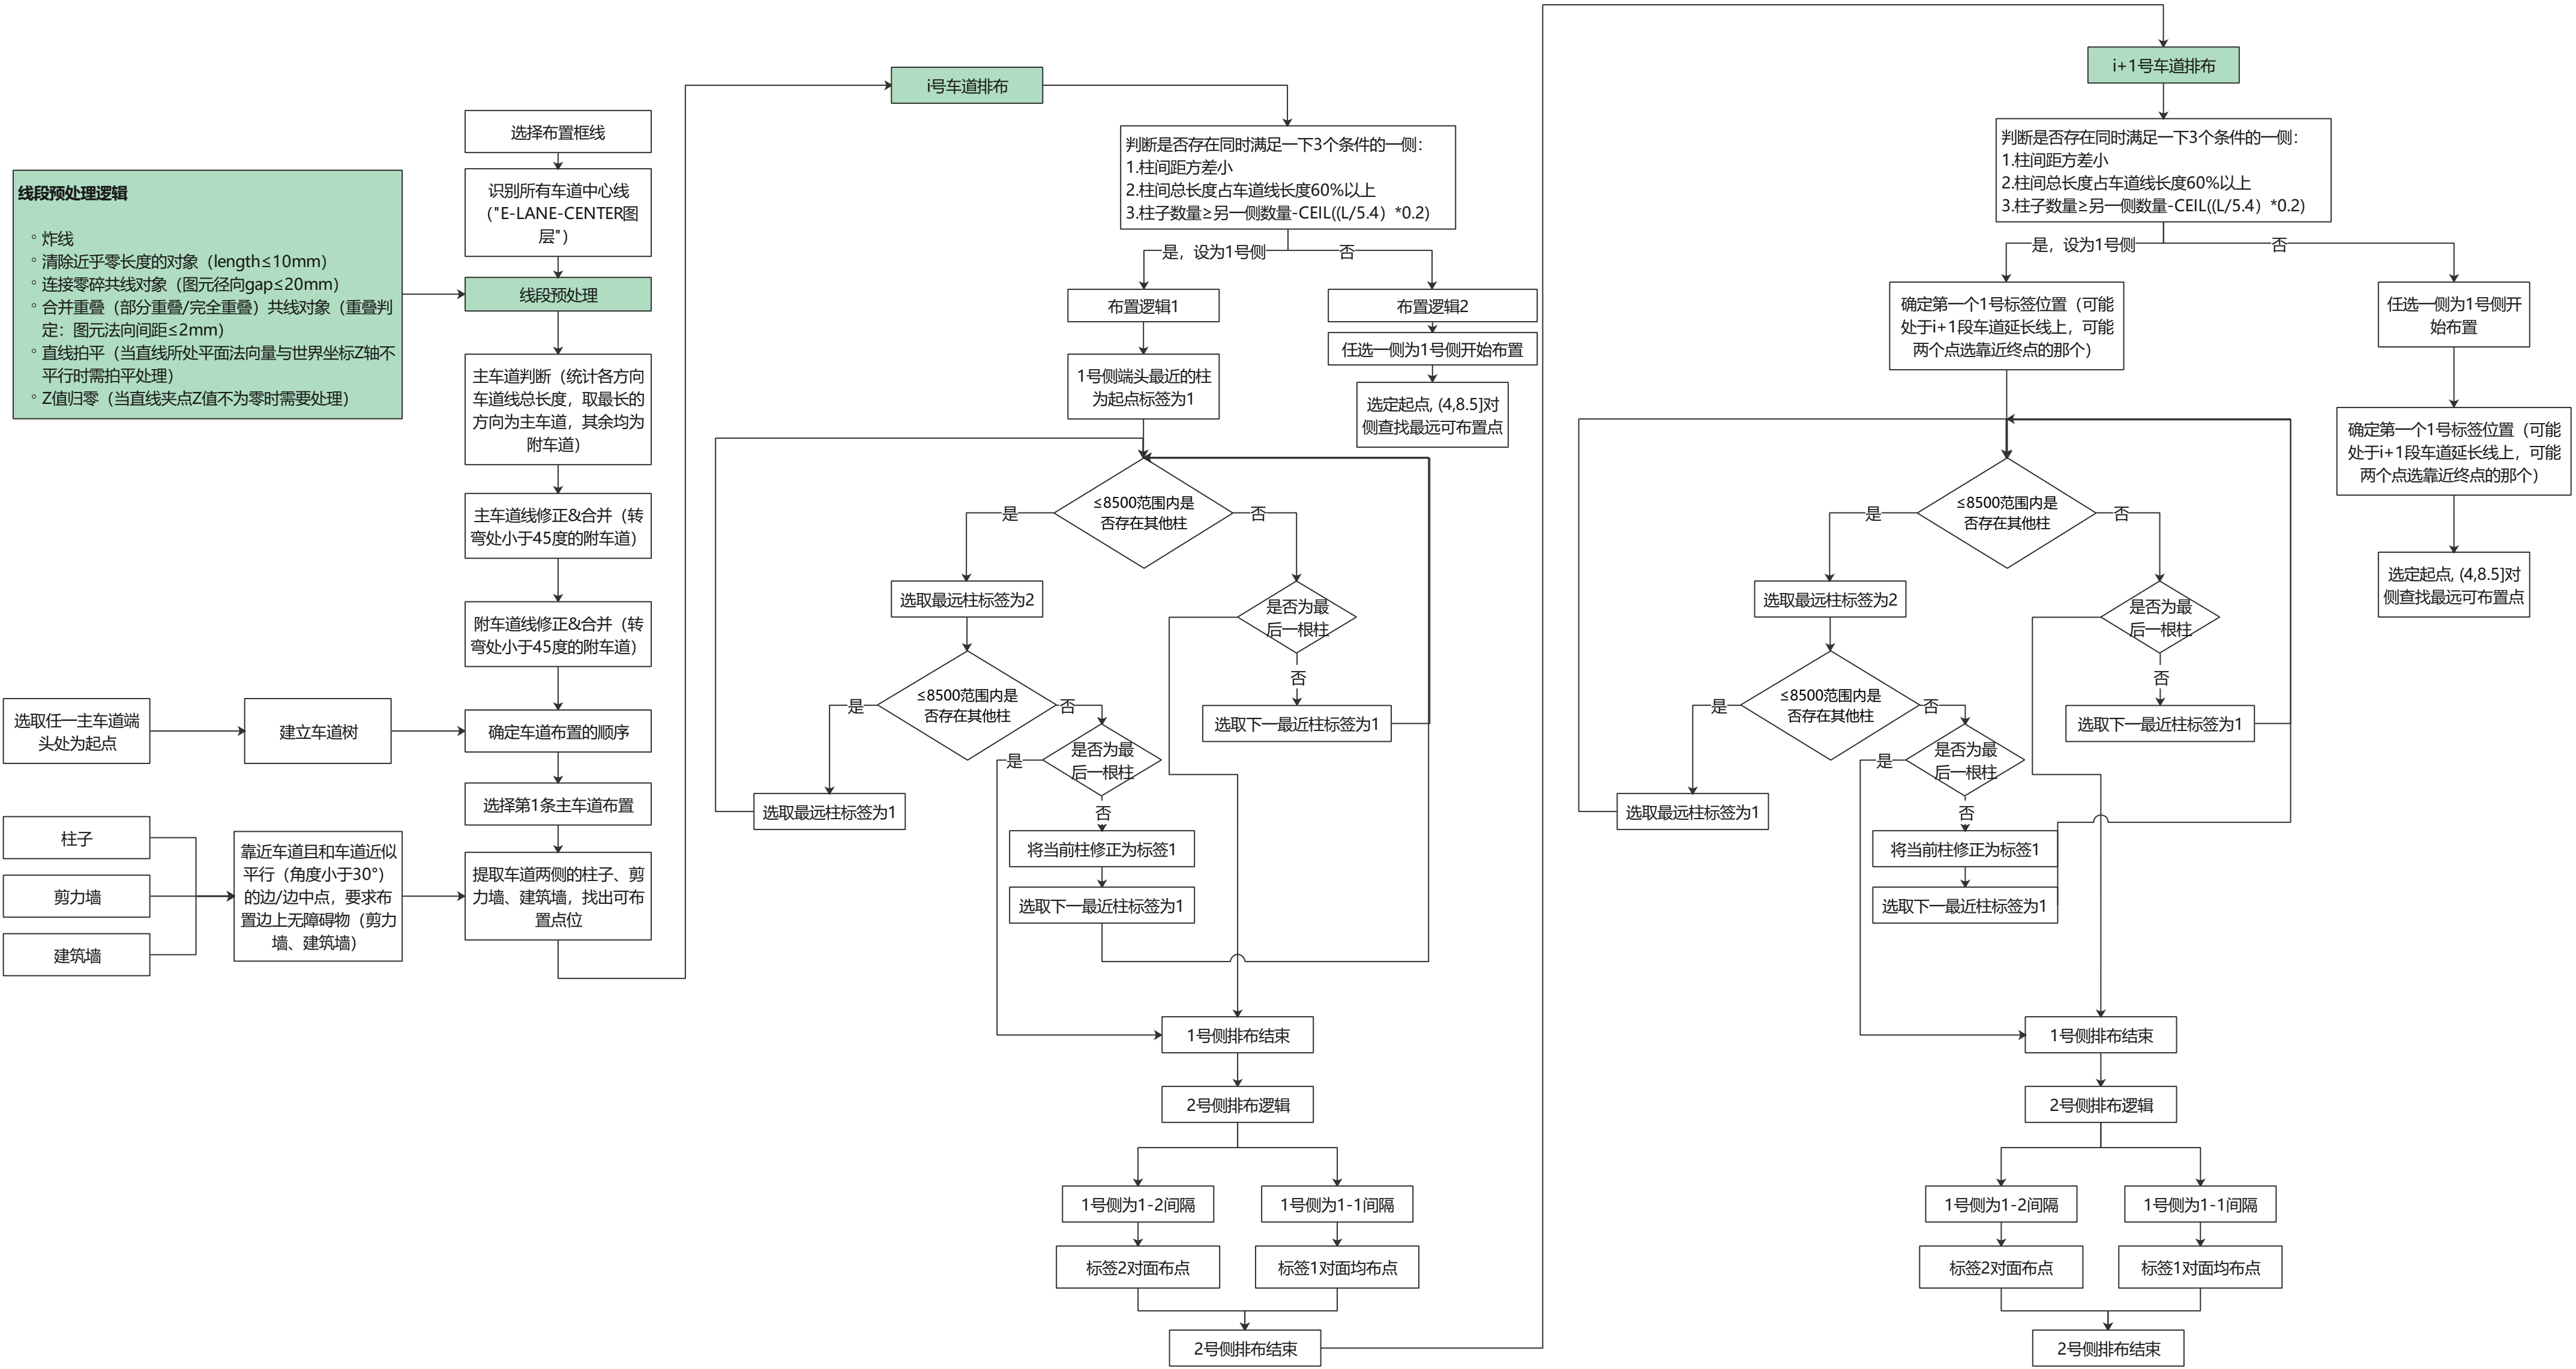 线段预处理逻辑
◦ 炸线
◦ 清除近乎零长度的对象（length≤10mm）
◦ 连接零碎共线对象（图元径向gap≤20mm）
◦ 合并重叠（部分重叠/完全重叠）共线对象（重叠判
定：图元法向间距≤2mm）
◦ 直线拍平（当直线所处平面法向量与世界坐标Z轴不
平行时需拍平处理）
◦ Z值归零（当直线夹点Z值不为零时需要处理）
选择布置框线
识别所有车道中心线
（"E-LANE-CENTER图
层"）
线段预处理
主车道判断（统计各方向
车道线总长度，取最长的
方向为主车道，其余均为
附车道）
主车道线修正&合并（转
弯处小于45度的附车道）
附车道线修正&合并（转
弯处小于45度的附车道）
选取任一主车道端
头处为起点
建立车道树
确定车道布置的顺序
选择第1条主车道布置
柱子
剪力墙
建筑墙
靠近车道且和车道近似
平行（角度小于30°）
的边/边中点，要求布
置边上无障碍物（剪力
墙、建筑墙）
提取车道两侧的柱子、剪
力墙、建筑墙，找出可布
置点位
i号车道排布
判断是否存在同时满足一下3个条件的一侧：
1.柱间距方差小
2.柱间总长度占车道线长度60%以上
3.柱子数量≥另一侧数量-CEIL((L/5.4）*0.2)
是，设为1号侧
否
布置逻辑1
布置逻辑2
任选一侧为1号侧开始布置
1号侧端头最近的柱
为起点标签为1
选定起点, (4,8.5]对
侧查找最远可布置点
≤8500范围内是
否存在其他柱
是
否
选取最远柱标签为2
是否为最
后一根柱
否
选取下一最近柱标签为1
≤8500范围内是
否存在其他柱
是
否
是否为最
后一根柱
是
否
选取最远柱标签为1
将当前柱修正为标签1
选取下一最近柱标签为1
1号侧排布结束
2号侧排布逻辑
1号侧为1-2间隔
1号侧为1-1间隔
标签2对面布点
标签1对面均布点
2号侧排布结束
i+1号车道排布
判断是否存在同时满足一下3个条件的一侧：
1.柱间距方差小
2.柱间总长度占车道线长度60%以上
3.柱子数量≥另一侧数量-CEIL((L/5.4）*0.2)
是，设为1号侧
否
确定第一个1号标签位置（可能
处于i+1段车道延长线上，可能
两个点选靠近终点的那个）
任选一侧为1号侧开
始布置
确定第一个1号标签位置（可能
处于i+1段车道延长线上，可能
两个点选靠近终点的那个）
选定起点, (4,8.5]对
侧查找最远可布置点
≤8500范围内是
否存在其他柱
是
否
选取最远柱标签为2
是否为最
后一根柱
否
选取下一最近柱标签为1
≤8500范围内是
否存在其他柱
是
否
是否为最
后一根柱
是
否
选取最远柱标签为1
将当前柱修正为标签1
选取下一最近柱标签为1
1号侧排布结束
2号侧排布逻辑
1号侧为1-2间隔
1号侧为1-1间隔
标签2对面布点
标签1对面均布点
2号侧排布结束